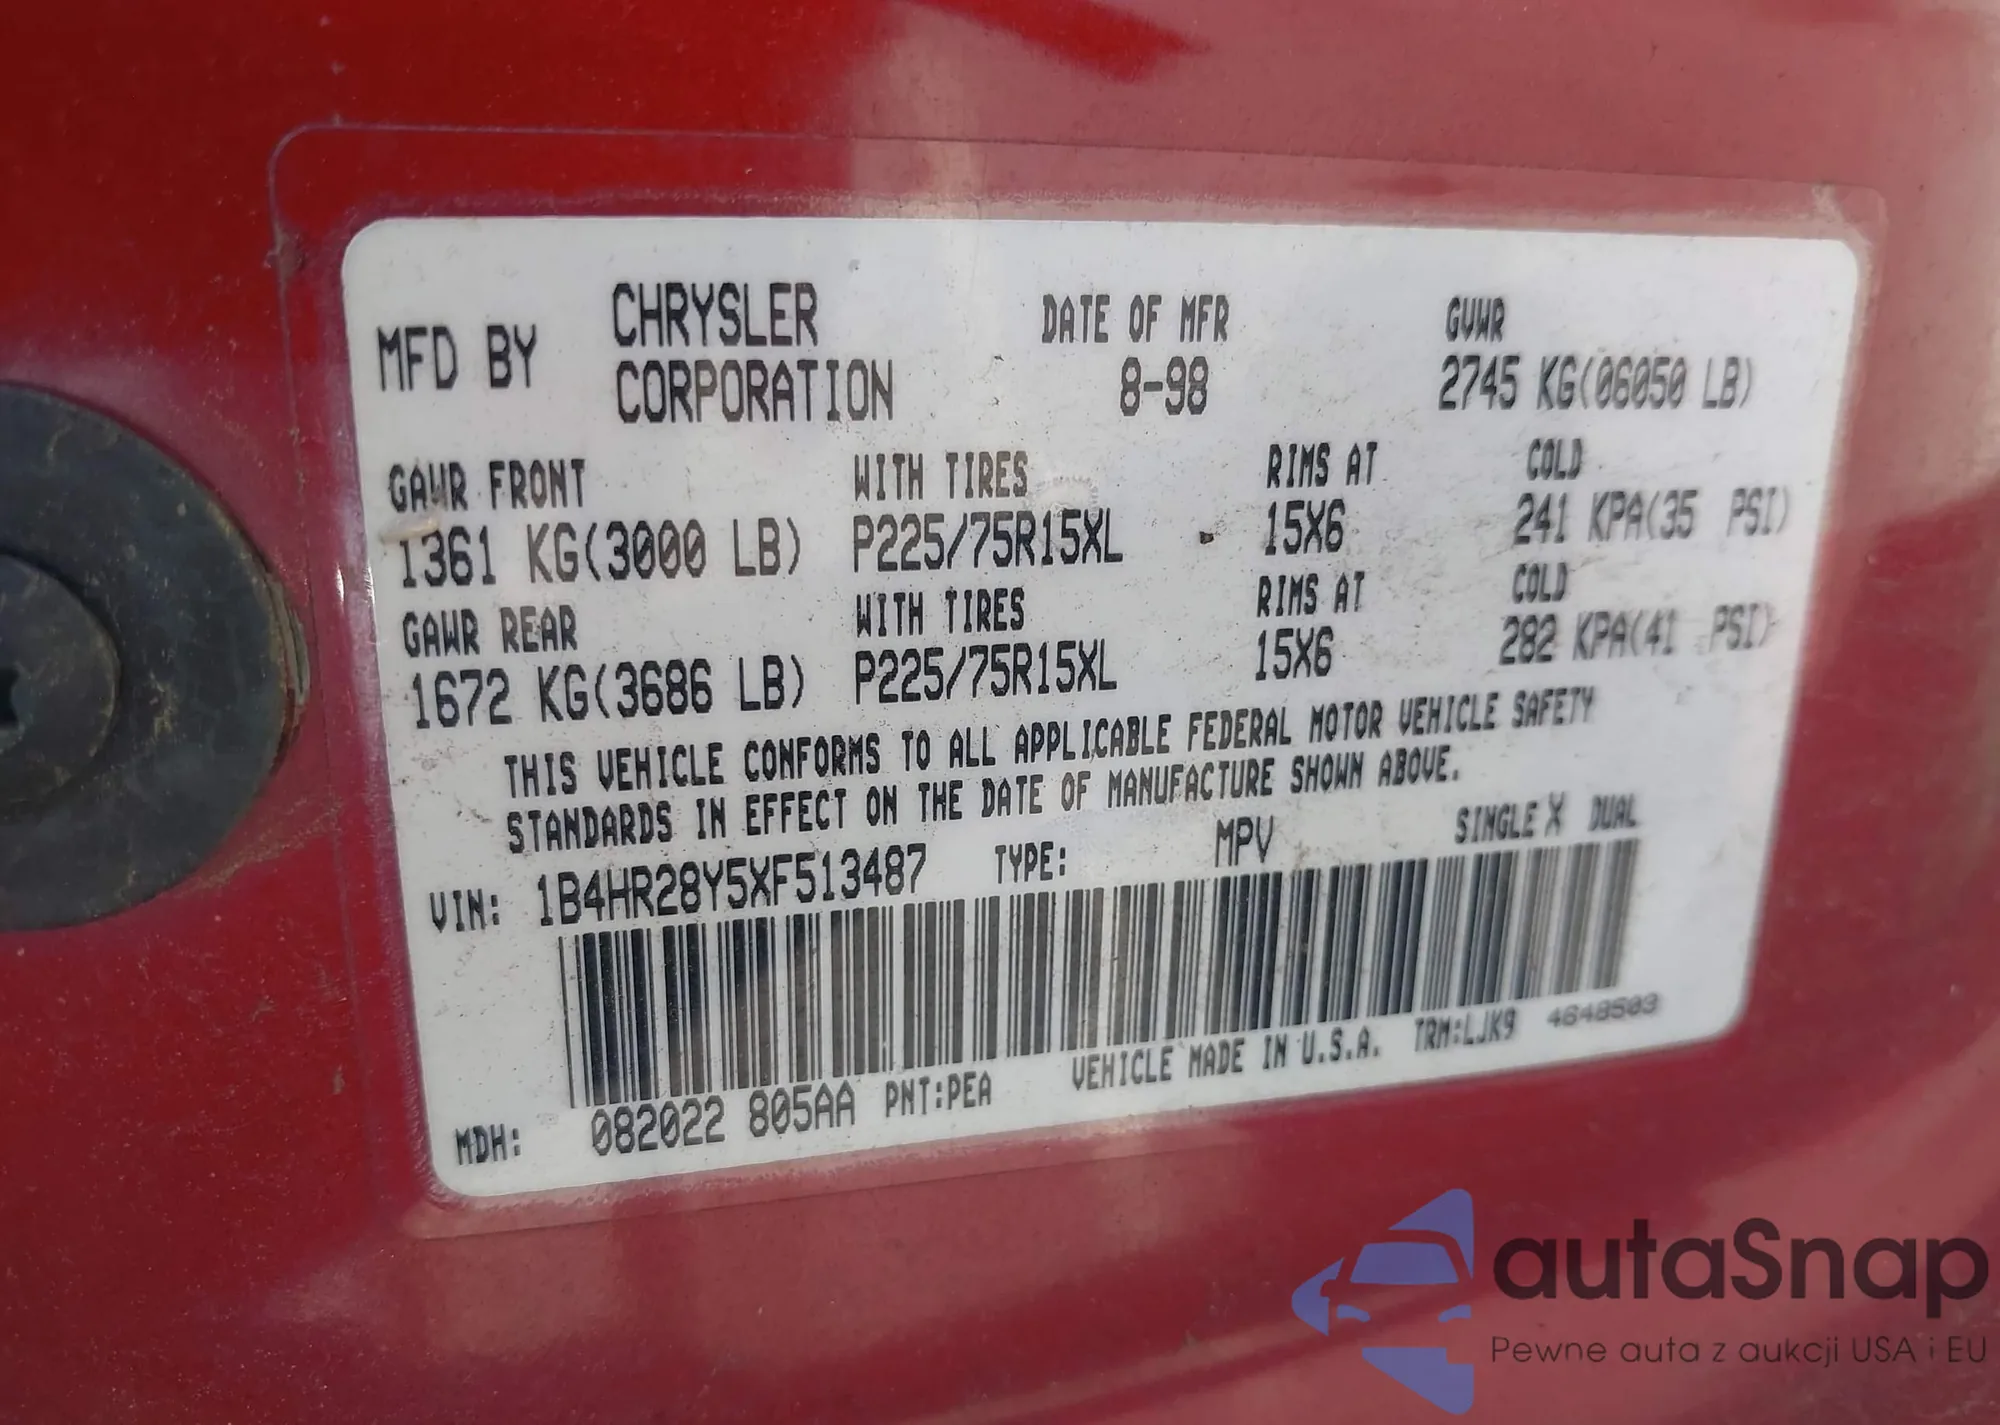 MFD BY CHRYSLER CORPORATION DATE OF MFR 8-98 GVWR 2745 KG(06050 LB)
GAWR FRONT WITH TIRES RIMS AT COLD
1361 KG(3000 LB) P225/75R15XL 15X6 241 KPA(35 PSI)
GAWR REAR WITH TIRES RIMS AT COLD
1672 KG(3686 LB) P225/75R15XL 15X6 282 KPA(41 PSI)
THIS VEHICLE CONFORMS TO ALL APPLICABLE FEDERAL MOTOR VEHICLE SAFETY
STANDARDS IN EFFECT ON THE DATE OF MANUFACTURE SHOWN ABOVE.
VIN: 1B4HR28Y5XF513487 TYPE: MPV SINGLE X DUAL
MDH: 082022 805AA PNT:PEA VEHICLE MADE IN U.S.A. TRM:LJK9 4648503
autaSnap
Pewne auta z aukcji USA i EU